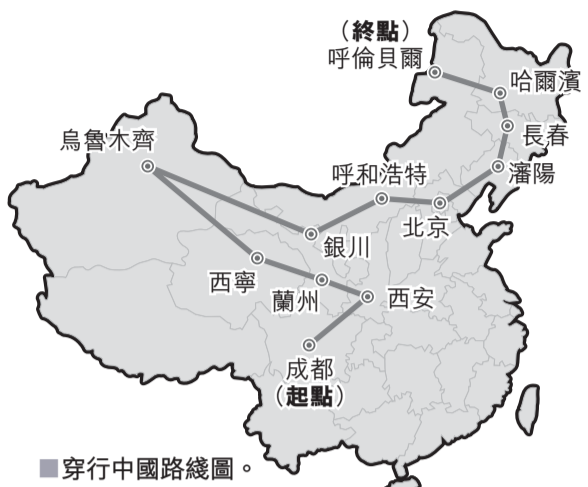 （終點）
呼倫貝爾
哈爾濱
長春
瀋陽
烏魯木齊
呼和浩特
北京
銀川
西寧
蘭州
西安
成都
（起點）
穿行中國路綫圖。